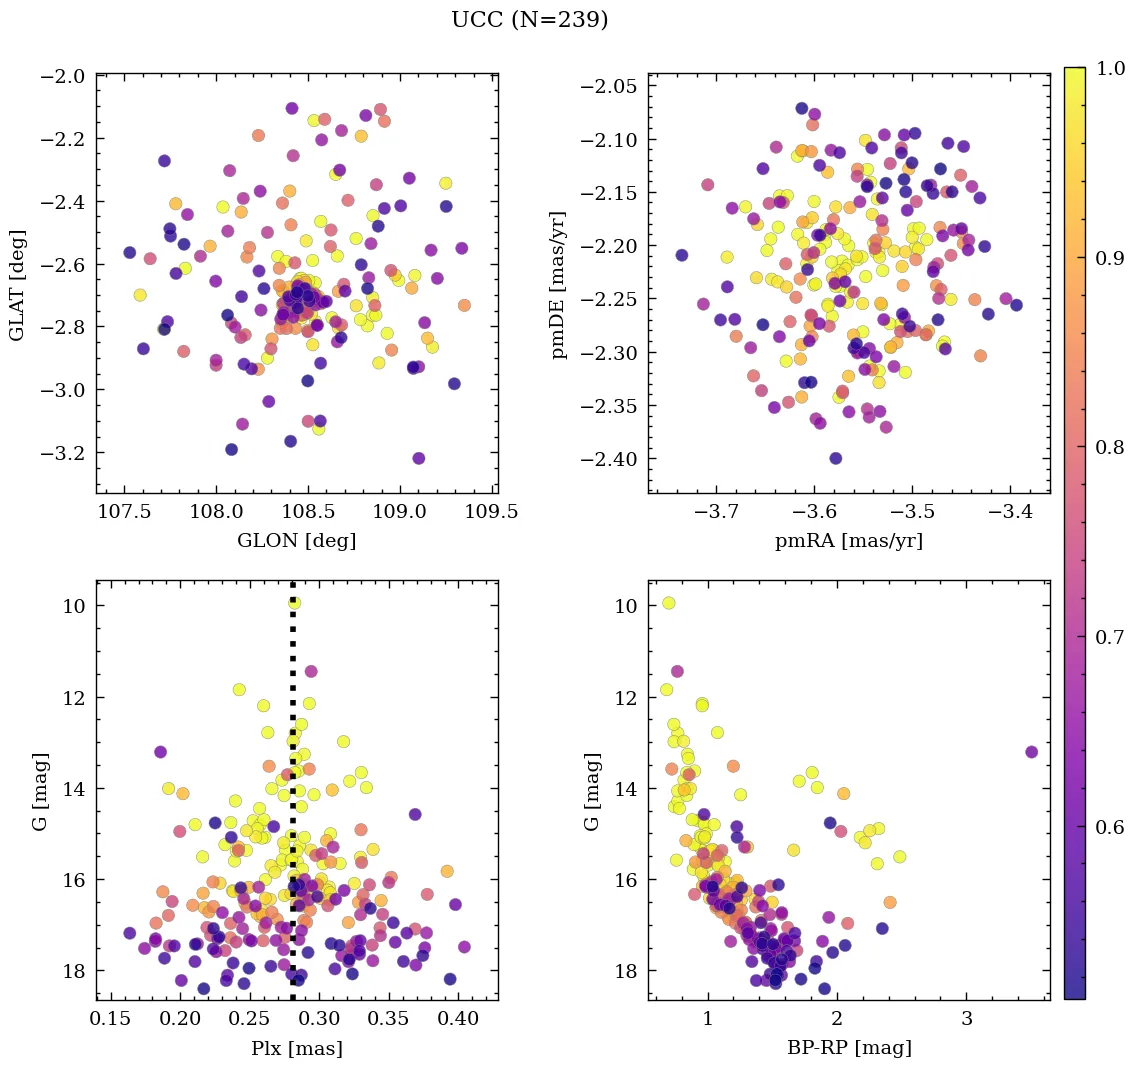 UCC (N=239)
−2.0
−2.2
−2.4
−2.6
−2.8
−3.0
−3.2
GLAT [deg]
107.5 108.0 108.5 109.0 109.5
GLON [deg]
−2.05
−2.10
−2.15
−2.20
−2.25
−2.30
−2.35
−2.40
pmDE [mas/yr]
−3.7 −3.6 −3.5 −3.4
pmRA [mas/yr]
10
12
14
16
18
G [mag]
0.15 0.20 0.25 0.30 0.35 0.40
Plx [mas]
10
12
14
16
18
G [mag]
1 2 3
BP-RP [mag]
1.0
0.9
0.8
0.7
0.6